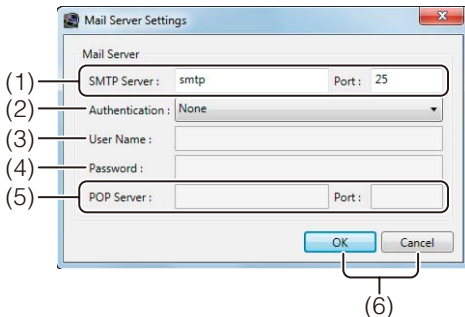 Mail Server Settings
Mail Server
(1) SMTP Server : smtp Port : 25
(2) Authentication : None
(3) User Name :
(4) Password :
(5) POP Server : Port :
OK Cancel
(6)